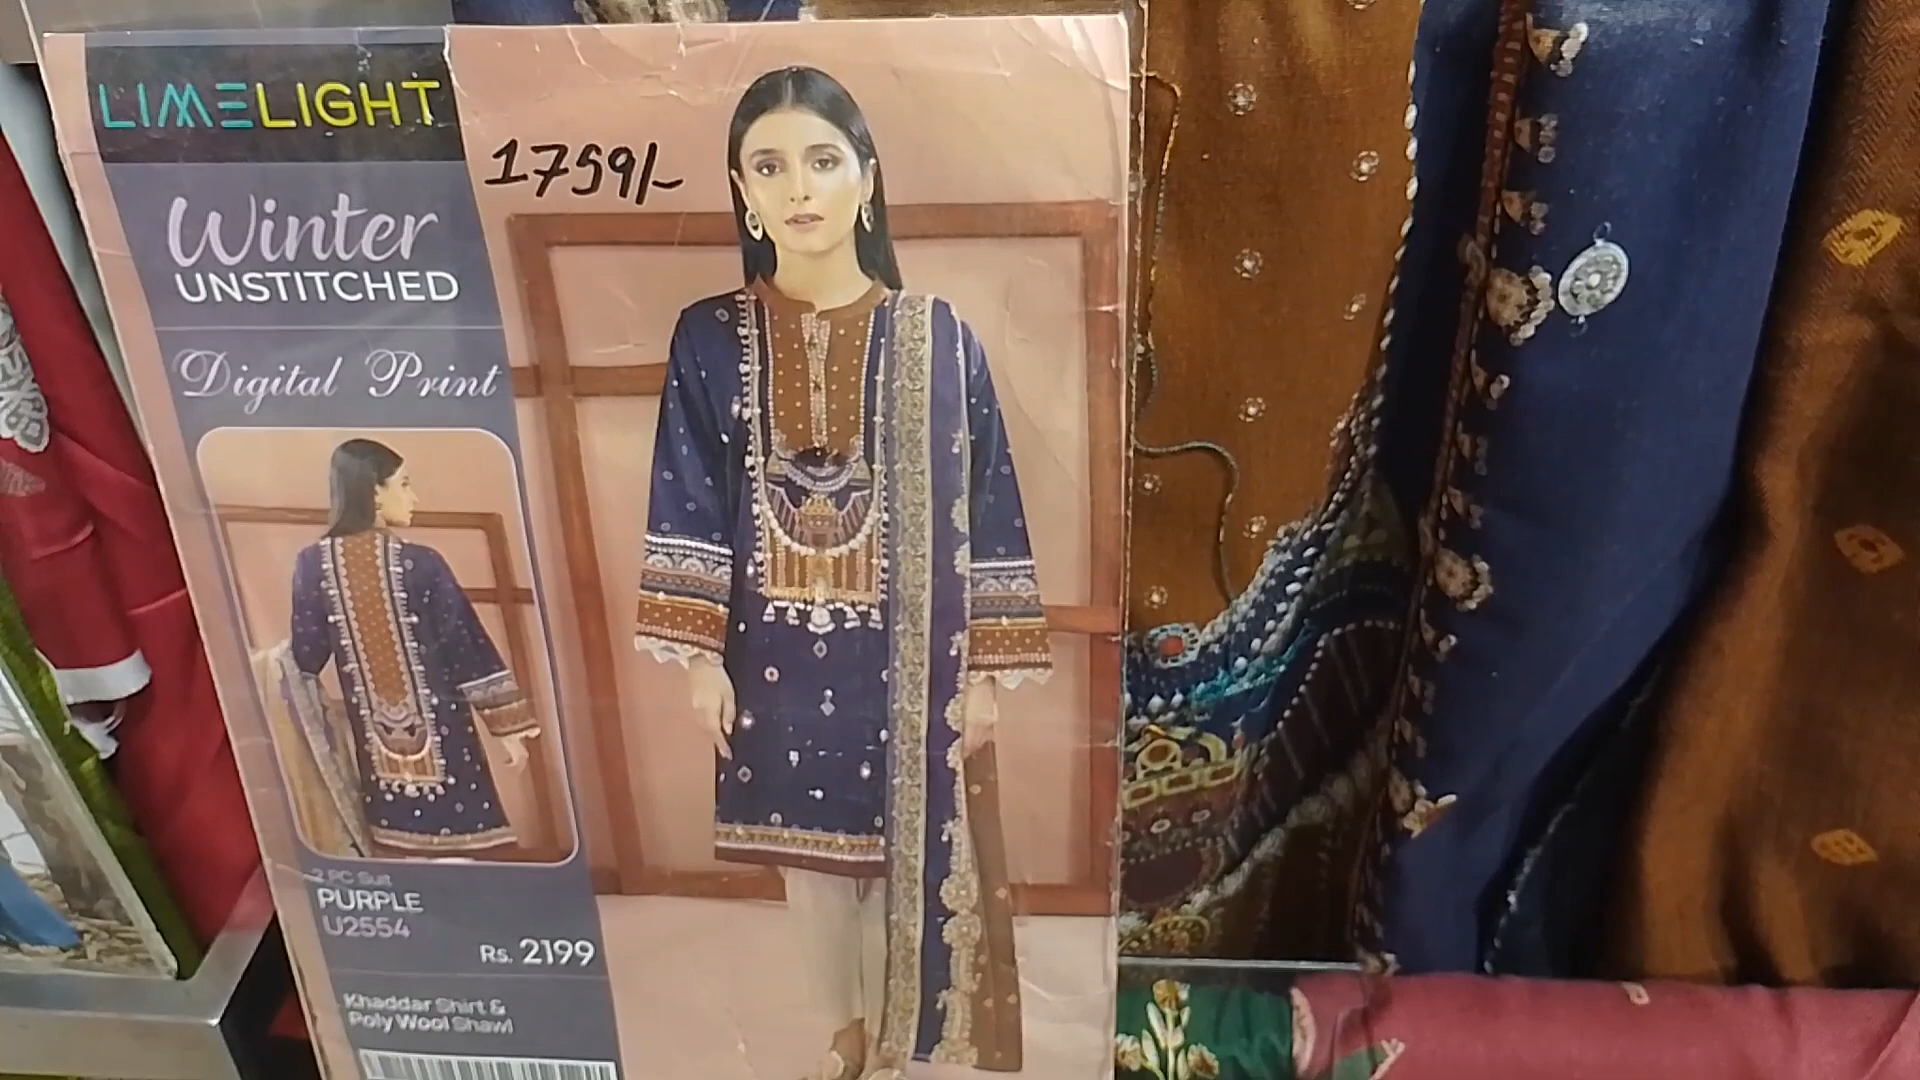 LIMELIGHT
1759/-
Winter
UNSTITCHED
Digital Print
2 PC Suit
PURPLE
U2554
Rs. 2199
Khaddar Shirt &
Poly Wool Shawl